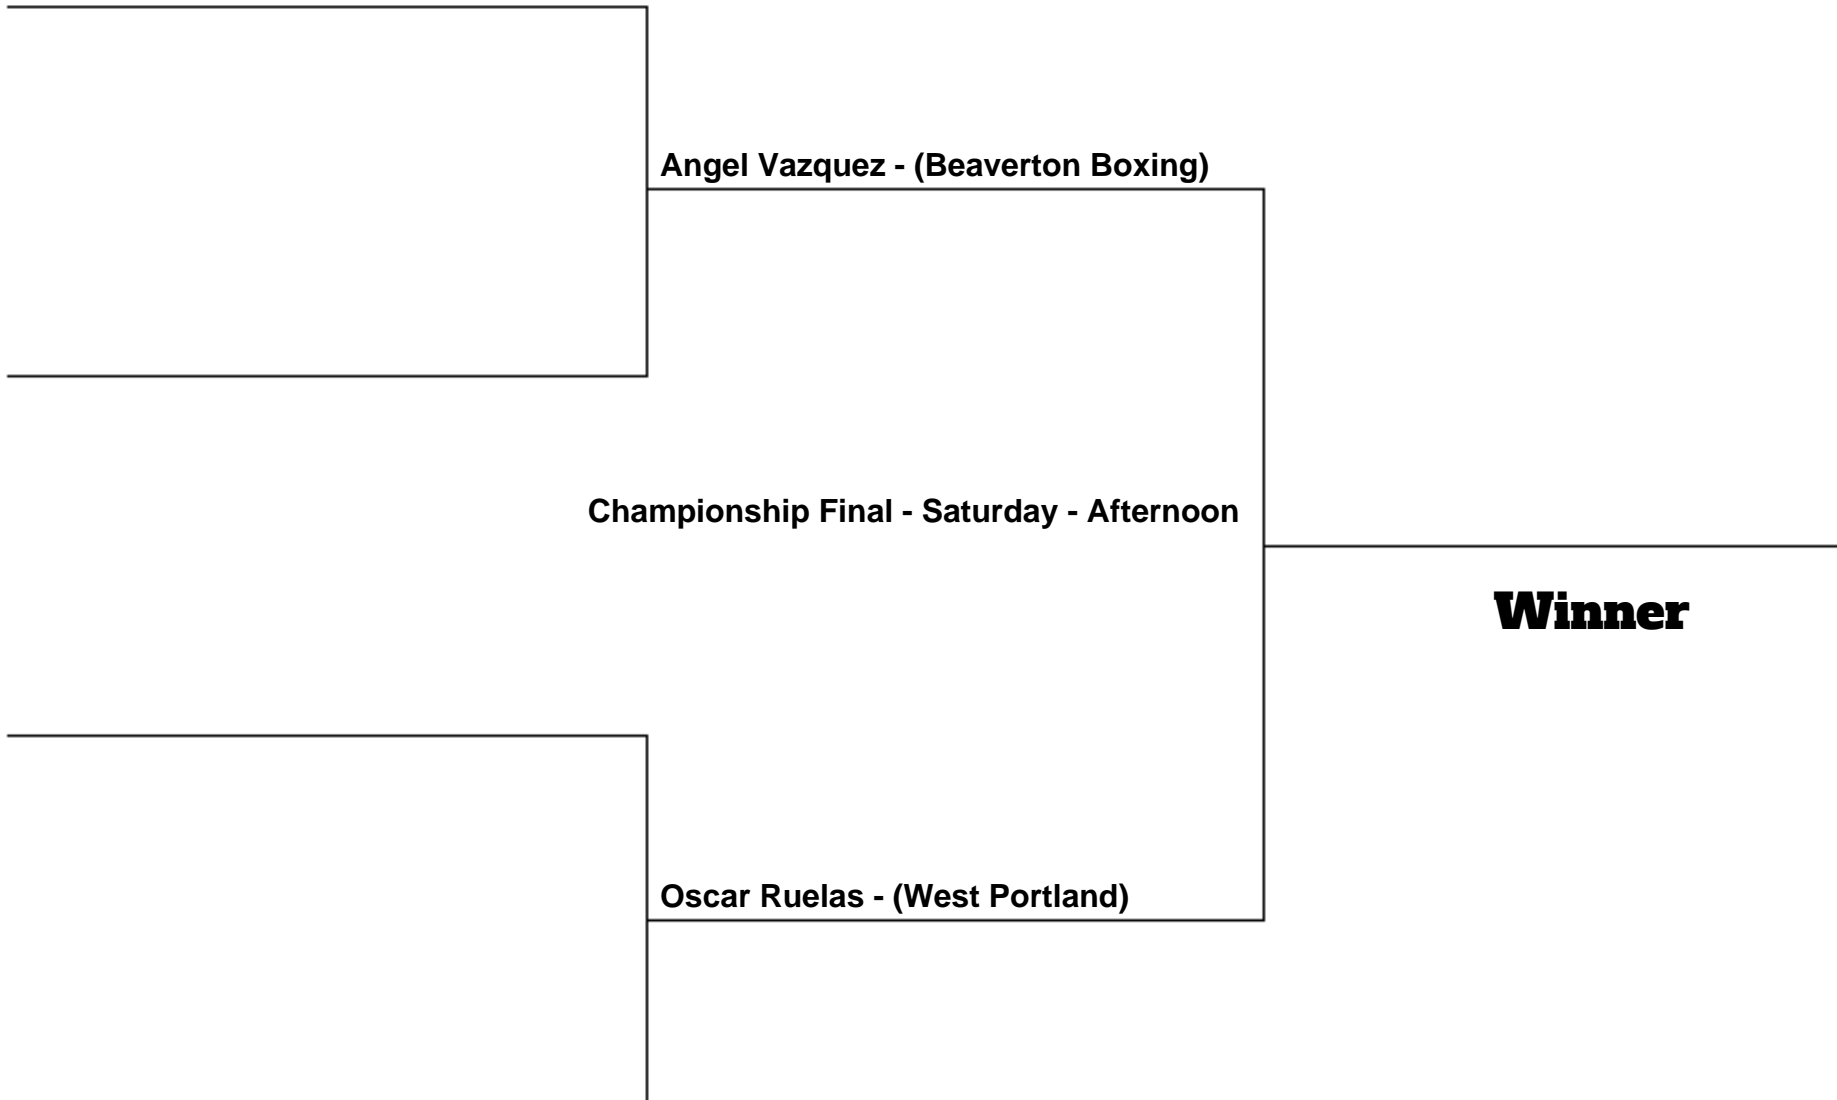 Angel Vazquez - (Beaverton Boxing)
Championship Final - Saturday - Afternoon
Winner
Oscar Ruelas - (West Portland)